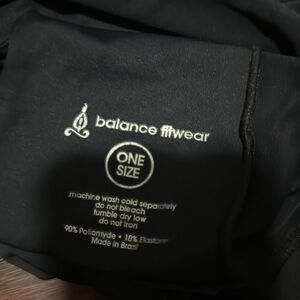 balance fitwear
ONE
SIZE
machine wash cold separately
do not bleach
tumble dry low
do not iron
90% Poliamyde • 10% Elastane
Made in Brazil